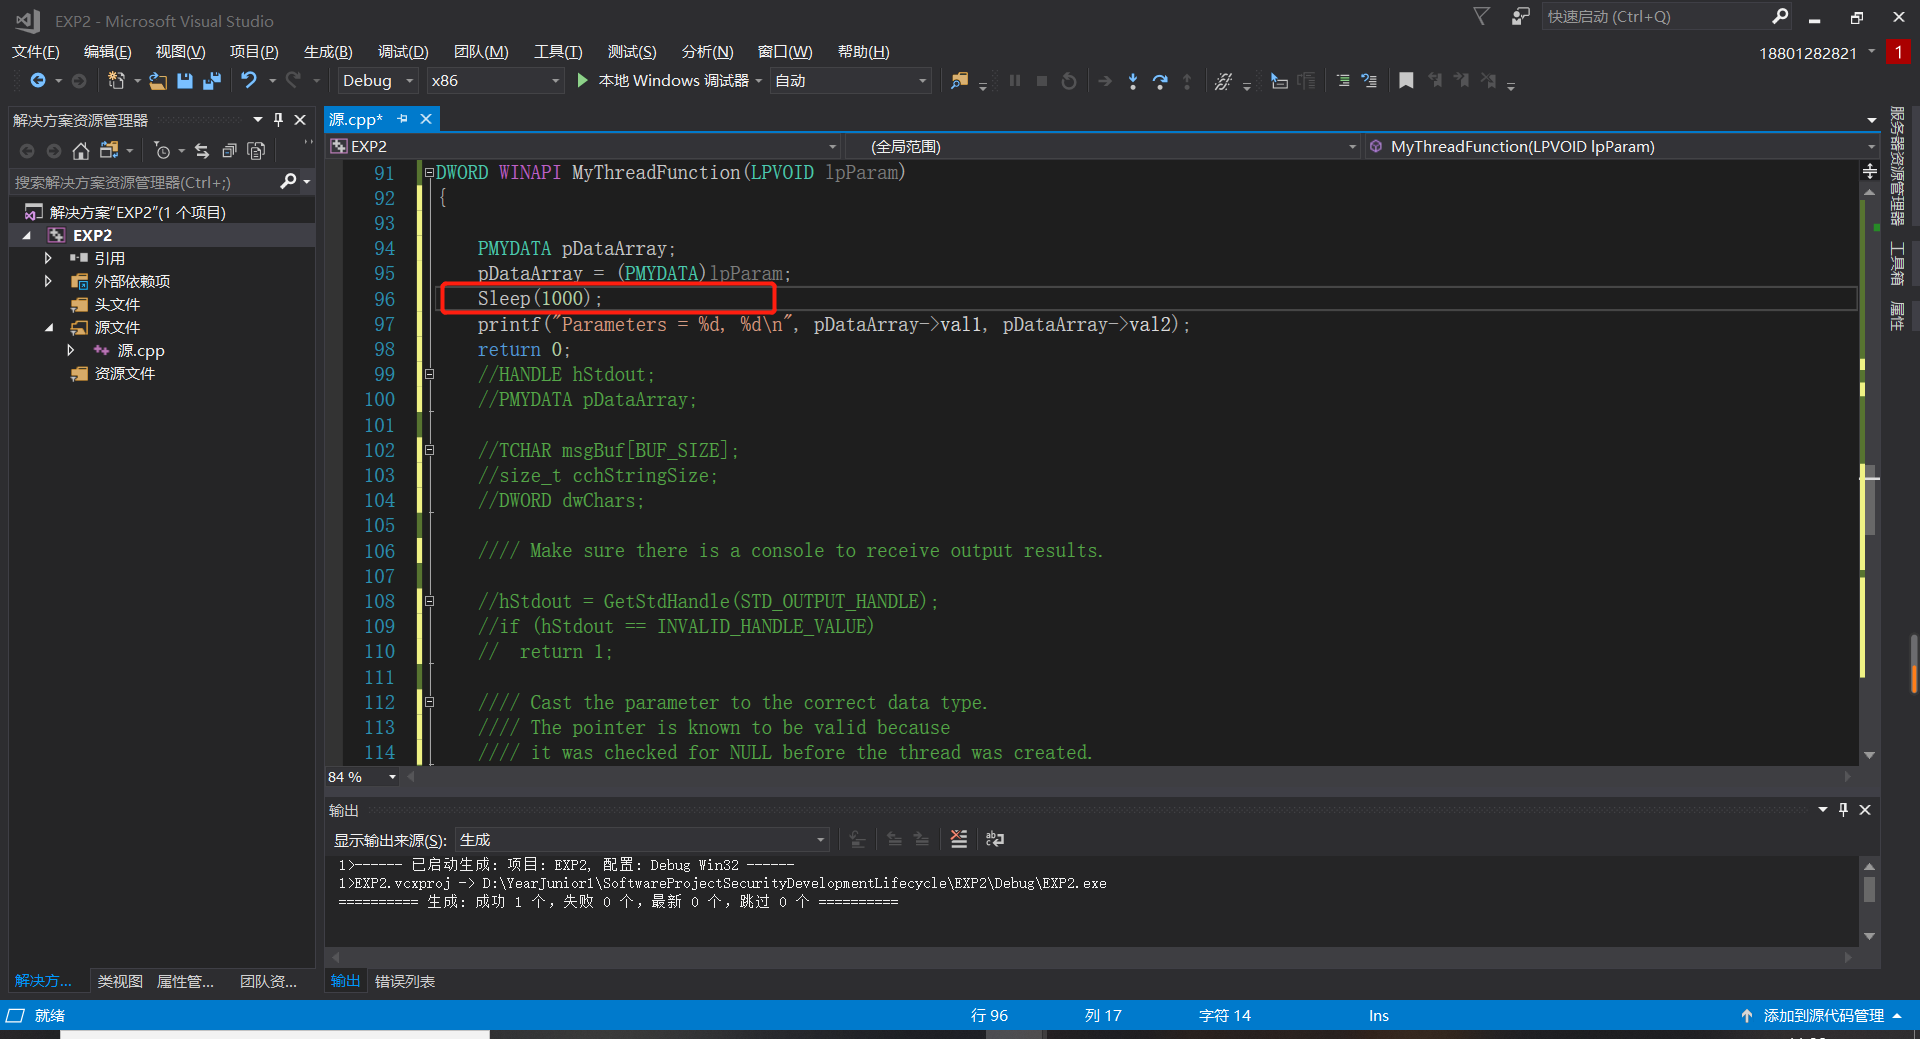 EXP2 - Microsoft Visual Studio
快速启动 (Ctrl+Q)
文件(F) 编辑(E) 视图(V) 项目(P) 生成(B) 调试(D) 团队(M) 工具(T) 测试(S) 分析(N) 窗口(W) 帮助(H)
18801282821 1
Debug x86 本地 Windows 调试器 自动
解决方案资源管理器
搜索解决方案资源管理器(Ctrl+;)
解决方案"EXP2"(1 个项目)
EXP2
引用
外部依赖项
头文件
源文件
源.cpp
资源文件
解决方... 类视图 属性管... 团队资...
源.cpp*
EXP2 (全局范围) MyThreadFunction(LPVOID lpParam)
91 DWORD WINAPI MyThreadFunction(LPVOID lpParam)
92 {
93
94 PMYDATA pDataArray;
95 pDataArray = (PMYDATA)lpParam;
96 Sleep(1000);
97 printf("Parameters = %d, %d\n", pDataArray->val1, pDataArray->val2);
98 return 0;
99 //HANDLE hStdout;
100 //PMYDATA pDataArray;
101
102 //TCHAR msgBuf[BUF_SIZE];
103 //size_t cchStringSize;
104 //DWORD dwChars;
105
106 //// Make sure there is a console to receive output results.
107
108 //hStdout = GetStdHandle(STD_OUTPUT_HANDLE);
109 //if (hStdout == INVALID_HANDLE_VALUE)
110 // return 1;
111
112 //// Cast the parameter to the correct data type.
113 //// The pointer is known to be valid because
114 //// it was checked for NULL before the thread was created.
84 %
服务器资源管理器
工具箱
属性
输出
显示输出来源(S): 生成
1>------ 已启动生成: 项目: EXP2, 配置: Debug Win32 ------
1>EXP2.vcxproj -> D:\YearJunior1\SoftwareProjectSecurityDevelopmentLifecycle\EXP2\Debug\EXP2.exe
========== 生成: 成功 1 个，失败 0 个，最新 0 个，跳过 0 个 ==========
输出 错误列表
就绪 行 96 列 17 字符 14 Ins 添加到源代码管理